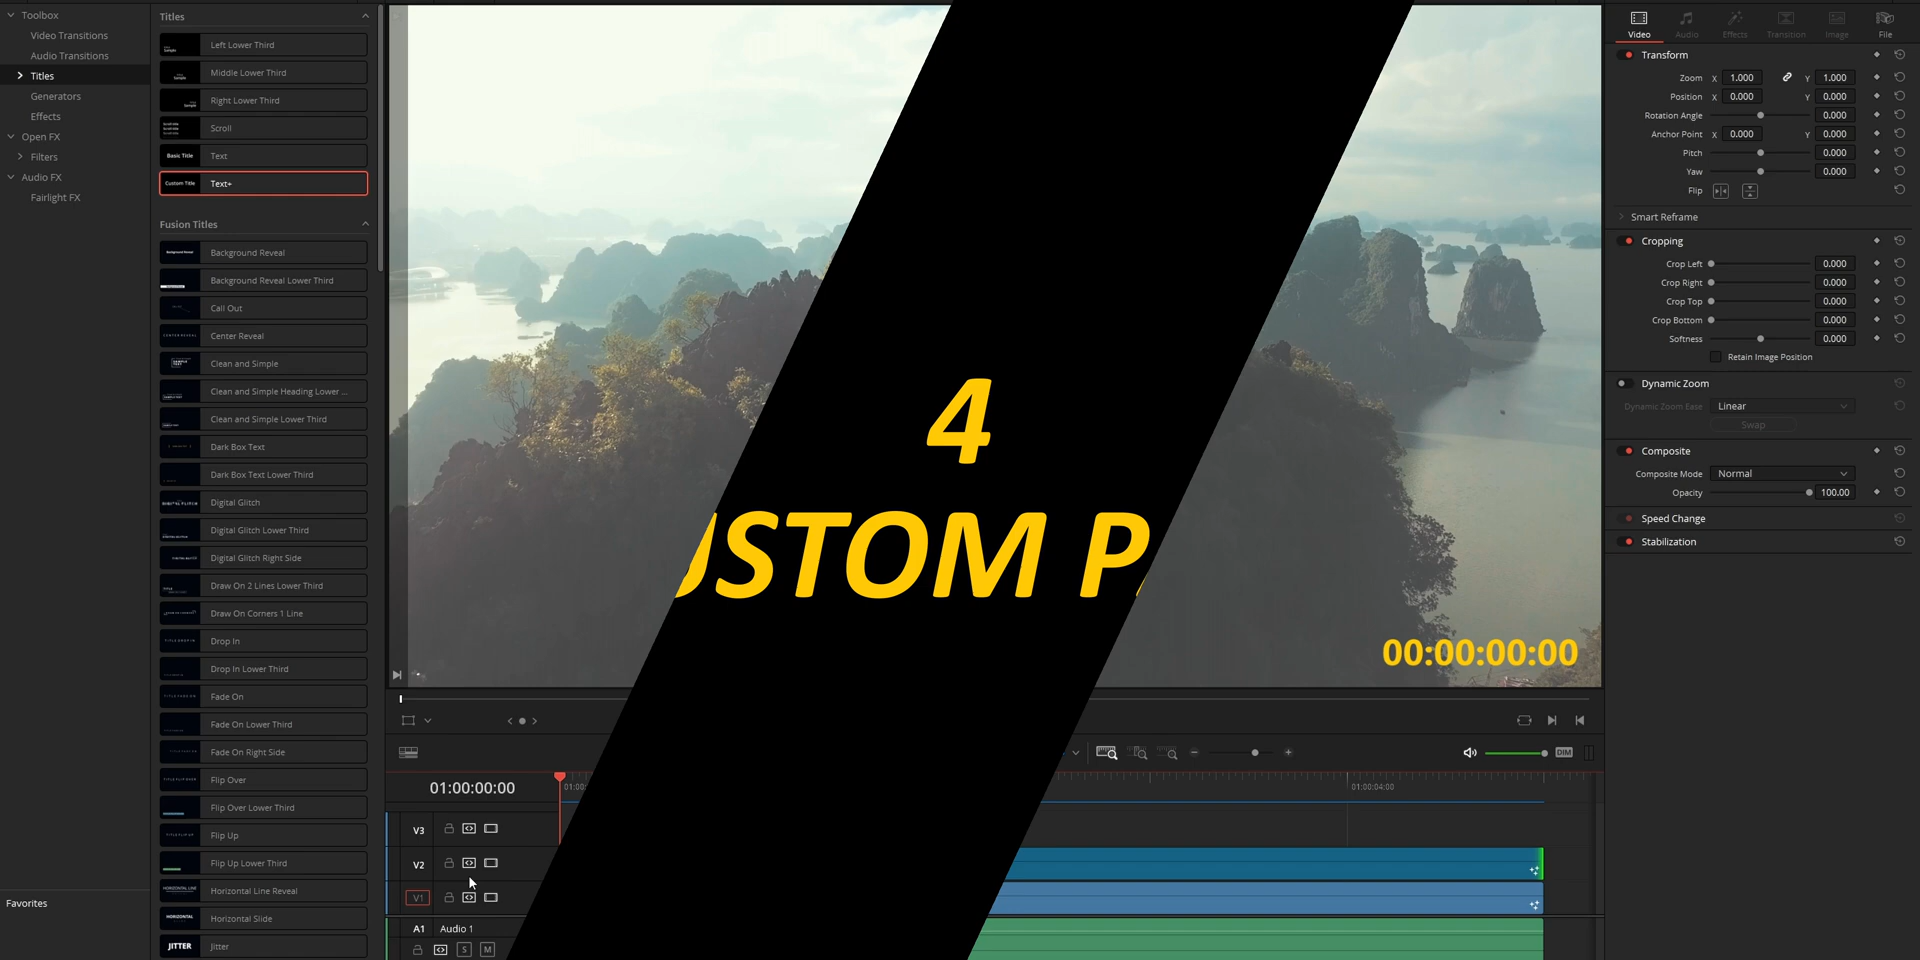 Toolbox
Video Transitions
Audio Transitions
Titles
Generators
Effects
Open FX
Filters
Audio FX
Fairlight FX
Favorites
Titles
Left Lower Third
Middle Lower Third
Right Lower Third
Scroll
Basic Title
Text
Custom Title
Text+
Fusion Titles
Background Reveal
Background Reveal Lower Third
Call Out
Center Reveal
Clean and Simple
Clean and Simple Heading Lower ...
Clean and Simple Lower Third
Dark Box Text
Dark Box Text Lower Third
Digital Glitch
Digital Glitch Lower Third
Digital Glitch Right Side
Draw On 2 Lines Lower Third
Draw On Corners 1 Line
Drop In
Drop In Lower Third
Fade On
Fade On Lower Third
Fade On Right Side
Flip Over
Flip Over Lower Third
Flip Up
Flip Up Lower Third
Horizontal Line Reveal
HORIZONTAL
Horizontal Slide
JITTER
Jitter
4
USTOM P
00:00:00:00
DIM
01:00:00:00
01:00:04:00
V3
V2
V1
A1 Audio 1
S M
Video Audio Effects Transition Image File
Transform
Zoom X 1.000 Y 1.000
Position X 0.000 Y 0.000
Rotation Angle 0.000
Anchor Point X 0.000 Y 0.000
Pitch 0.000
Yaw 0.000
Flip
Smart Reframe
Cropping
Crop Left 0.000
Crop Right 0.000
Crop Top 0.000
Crop Bottom 0.000
Softness 0.000
Retain Image Position
Dynamic Zoom
Dynamic Zoom Ease Linear
Swap
Composite
Composite Mode Normal
Opacity 100.00
Speed Change
Stabilization